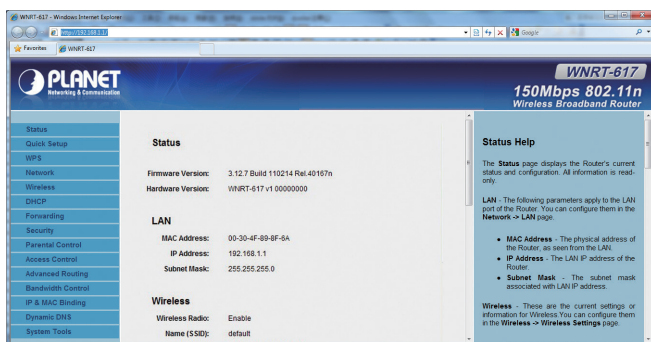 WNRT-617 - Windows Internet Explorer
http://192.168.1.1/
Google
Favorites
WNRT-617
PLANET
Networking & Communication
WNRT-617
150Mbps 802.11n
Wireless Broadband Router
Status
Quick Setup
WPS
Network
Wireless
DHCP
Forwarding
Security
Parental Control
Access Control
Advanced Routing
Bandwidth Control
IP & MAC Binding
Dynamic DNS
System Tools
Status
Firmware Version: 3.12.7 Build 110214 Rel.40167n
Hardware Version: WNRT-617 v1 00000000
LAN
MAC Address: 00-30-4F-89-8F-6A
IP Address: 192.168.1.1
Subnet Mask: 255.255.255.0
Wireless
Wireless Radio: Enable
Name (SSID): default
Status Help
The Status page displays the Router's current
status and configuration. All information is read-
only.
LAN - The following parameters apply to the LAN
port of the Router. You can configure them in the
Network -> LAN page.
• MAC Address - The physical address of
the Router, as seen from the LAN.
• IP Address - The LAN IP address of the
Router.
• Subnet Mask - The subnet mask
associated with LAN IP address.
Wireless - These are the current settings or
information for Wireless.You can configure them
in the Wireless -> Wireless Settings page.